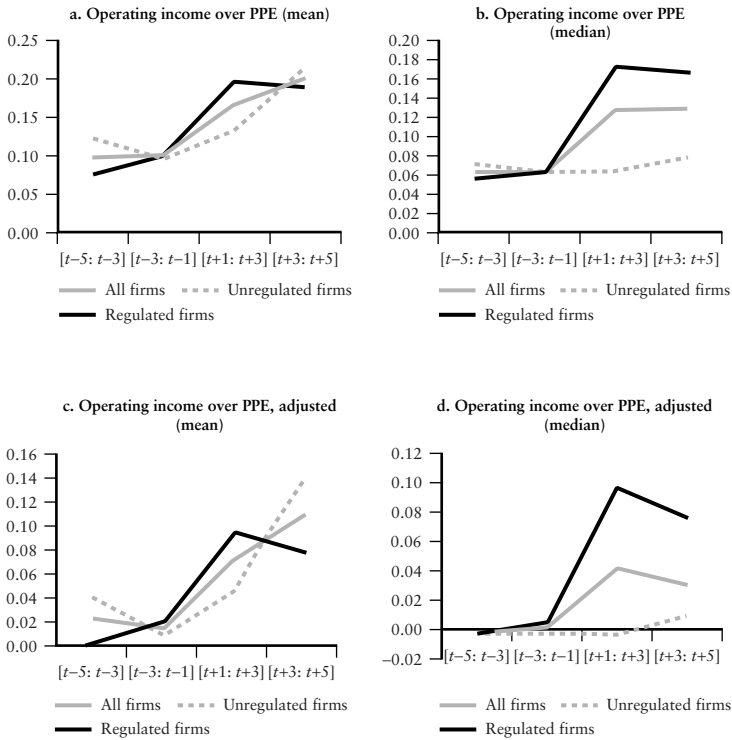 a. Operating income over PPE (mean)
0.25
0.20
0.15
0.10
0.05
0.00
[t−5: t−3] [t−3: t−1] [t+1: t+3] [t+3: t+5]
All firms Unregulated firms
Regulated firms
b. Operating income over PPE
(median)
0.20
0.18
0.16
0.14
0.12
0.10
0.08
0.06
0.04
0.02
0.00
[t−5: t−3] [t−3: t−1] [t+1: t+3] [t+3: t+5]
All firms Unregulated firms
Regulated firms
c. Operating income over PPE, adjusted
(mean)
0.16
0.14
0.12
0.10
0.08
0.06
0.04
0.02
0.00
[t−5: t−3] [t−3: t−1] [t+1: t+3] [t+3: t+5]
All firms Unregulated firms
Regulated firms
d. Operating income over PPE, adjusted
(median)
0.12
0.10
0.08
0.06
0.04
0.02
0.00
−0.02
[t−5: t−3] [t−3: t−1] [t+1: t+3] [t+3: t+5]
All firms Unregulated firms
Regulated firms